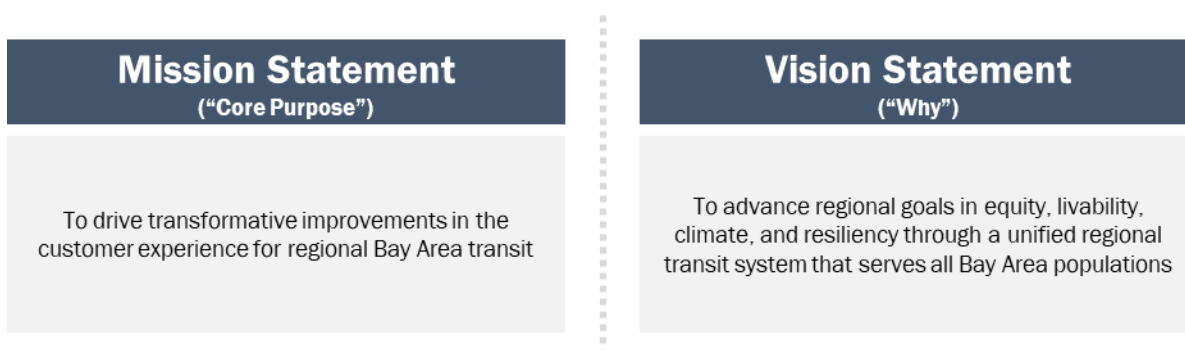 Mission Statement
(“Core Purpose”)
To drive transformative improvements in the
customer experience for regional Bay Area transit
Vision Statement
(“Why”)
To advance regional goals in equity, livability,
climate, and resiliency through a unified regional
transit system that serves all Bay Area populations